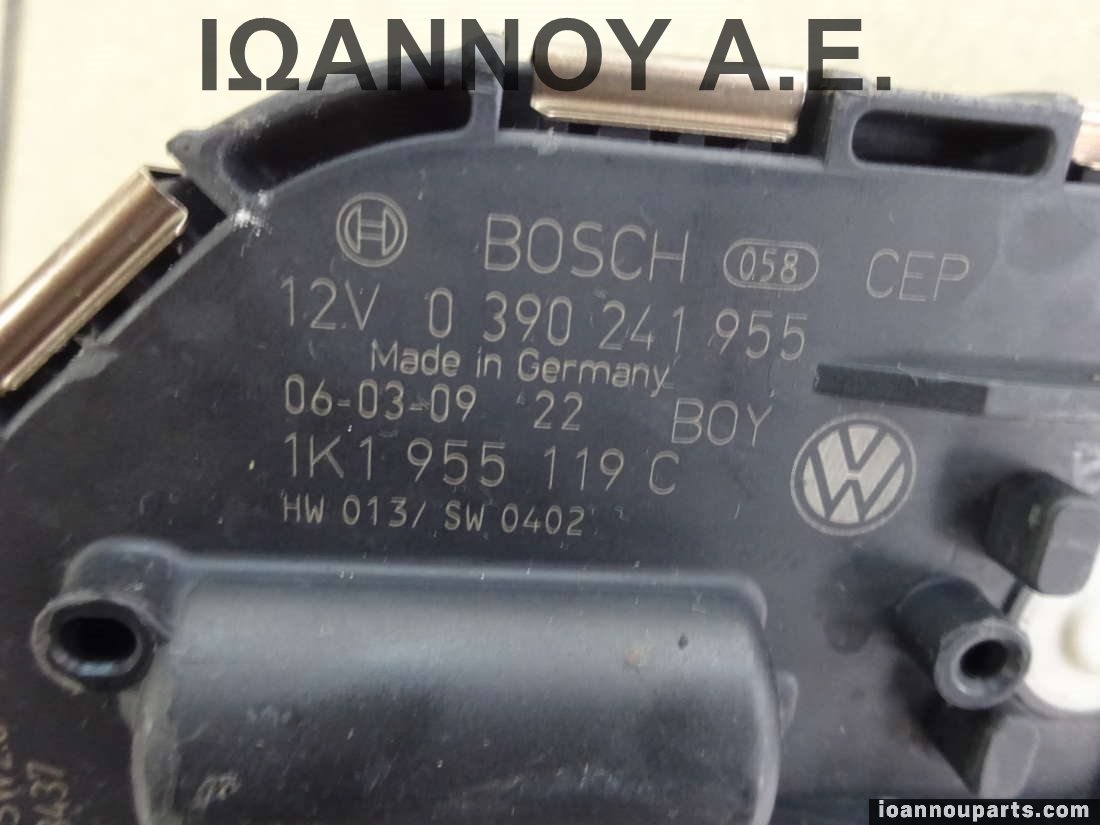 ΙΩΑΝΝΟΥ Α.Ε.
BOSCH 058 CEP
12V 0 390 241 955
Made in Germany
06-03-09 22 BOY
1K1 955 119 C
HW 013/ SW 0402
ioannouparts.com